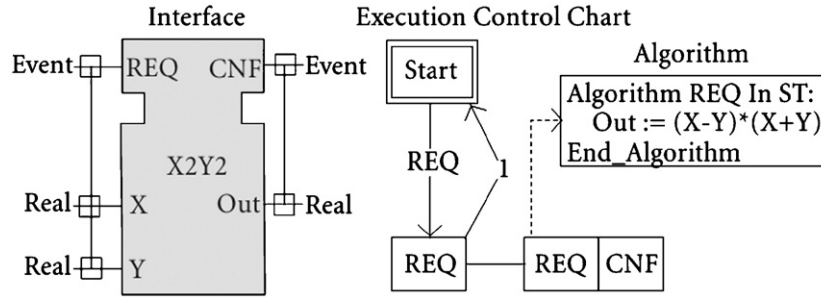 Interface
Event REQ CNF Event
X2Y2
Real X Out Real
Real Y
Execution Control Chart
Start
REQ
1
REQ REQ CNF
Algorithm
Algorithm REQ In ST:
Out := (X-Y)*(X+Y)
End_Algorithm